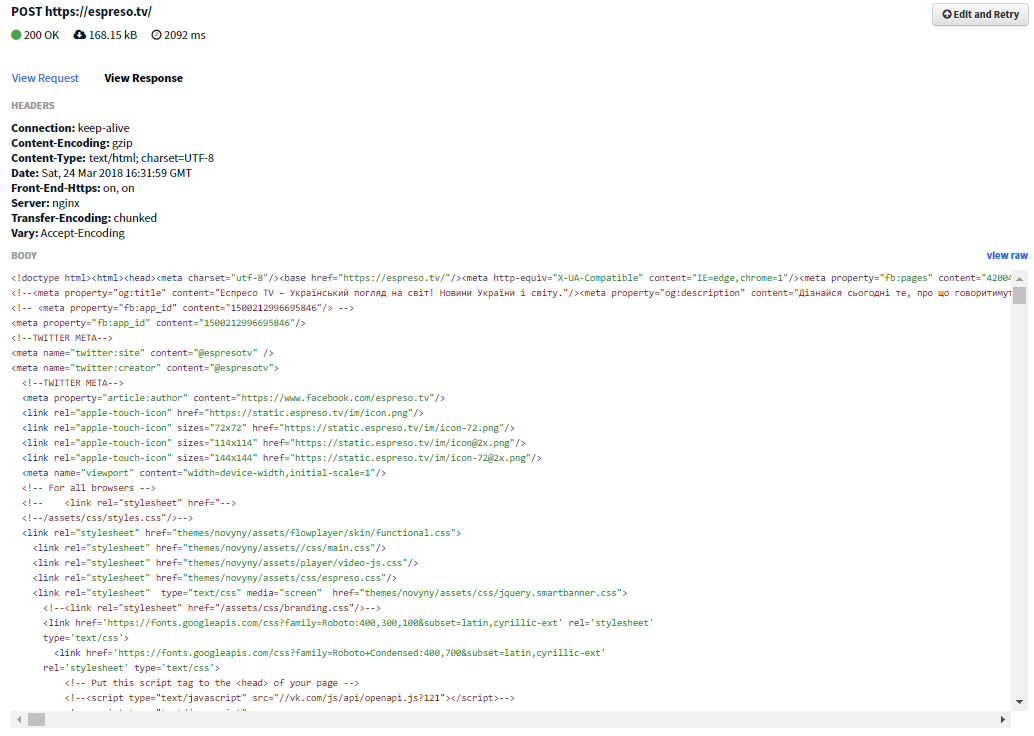 POST https://espreso.tv/
Edit and Retry
200 OK 168.15 kB 2092 ms
View Request View Response
HEADERS
Connection: keep-alive
Content-Encoding: gzip
Content-Type: text/html; charset=UTF-8
Date: Sat, 24 Mar 2018 16:31:59 GMT
Front-End-Https: on, on
Server: nginx
Transfer-Encoding: chunked
Vary: Accept-Encoding
BODY
view raw
<!doctype html><html><head><meta charset="utf-8"/><base href="https://espreso.tv/"/><meta http-equiv="X-UA-Compatible" content="IE=edge,chrome=1"/><meta property="fb:pages" content="42004
<!--<meta property="og:title" content="Еспресо TV – Український погляд на світ! Новини України і світу."/><meta property="og:description" content="Дізнайся сьогодні те, про що говоритимут
<!-- <meta property="fb:app_id" content="1500212996695846"/> -->
<meta property="fb:app_id" content="1500212996695846"/>
<!--TWITTER META-->
<meta name="twitter:site" content="@espresotv" />
<meta name="twitter:creator" content="@espresotv">
<!--TWITTER META-->
<meta property="article:author" content="https://www.facebook.com/espreso.tv"/>
<link rel="apple-touch-icon" href="https://static.espreso.tv/im/icon.png"/>
<link rel="apple-touch-icon" sizes="72x72" href="https://static.espreso.tv/im/icon-72.png"/>
<link rel="apple-touch-icon" sizes="114x114" href="https://static.espreso.tv/im/icon@2x.png"/>
<link rel="apple-touch-icon" sizes="144x144" href="https://static.espreso.tv/im/icon-72@2x.png"/>
<meta name="viewport" content="width=device-width,initial-scale=1"/>
<!-- For all browsers -->
<!--    <link rel="stylesheet" href="-->
<!--/assets/css/styles.css"/>-->
<link rel="stylesheet" href="themes/novyny/assets/flowplayer/skin/functional.css">
<link rel="stylesheet" href="themes/novyny/assets//css/main.css"/>
<link rel="stylesheet" href="themes/novyny/assets/player/video-js.css"/>
<link rel="stylesheet" href="themes/novyny/assets/css/espreso.css"/>
<link rel="stylesheet"  type="text/css" media="screen"  href="themes/novyny/assets/css/jquery.smartbanner.css">
<!--<link rel="stylesheet" href="/assets/css/branding.css"/>-->
<link href='https://fonts.googleapis.com/css?family=Roboto:400,300,100&subset=latin,cyrillic-ext' rel='stylesheet'
type='text/css'>
<link href='https://fonts.googleapis.com/css?family=Roboto+Condensed:400,700&subset=latin,cyrillic-ext'
rel='stylesheet' type='text/css'>
<!-- Put this script tag to the <head> of your page -->
<!--<script type="text/javascript" src="//vk.com/js/api/openapi.js?121"></script>-->